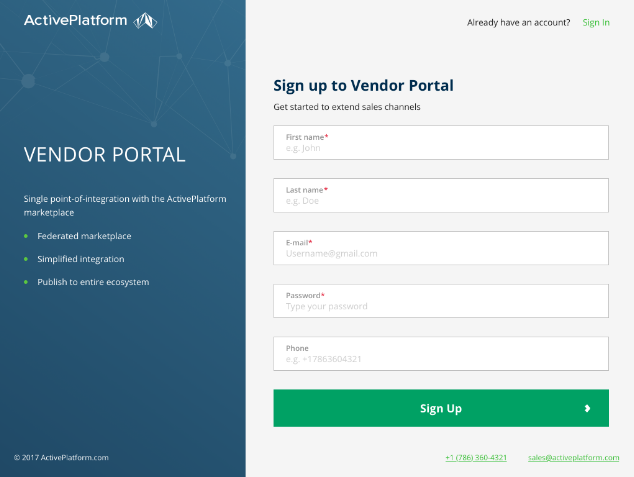 ActivePlatform
Already have an account? Sign In
Sign up to Vendor Portal
Get started to extend sales channels
First name*
e.g. John
VENDOR PORTAL
Last name*
e.g. Doe
Single point-of-integration with the ActivePlatform
marketplace
Federated marketplace
Simplified integration
Publish to entire ecosystem
E-mail*
Username@gmail.com
Password*
Type your password
Phone
e.g. +17863604321
Sign Up
© 2017 ActivePlatform.com
+1 (786) 360-4321 sales@activeplatform.com